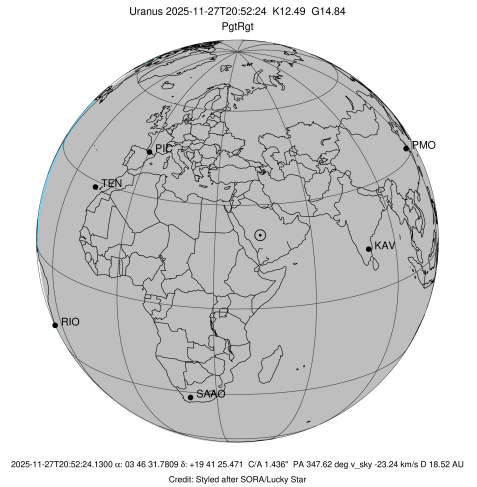 Uranus 2025-11-27T20:52:24 K12.49 G14.84
PgtRgt
PIC
PMO
TEN
KAV
RIO
SAAO
2025-11-27T20:52:24.1300 α: 03 46 31.7809 δ: +19 41 25.471 C/A 1.436" PA 347.62 deg v_sky -23.24 km/s D 18.52 AU
Credit: Styled after SORA/Lucky Star